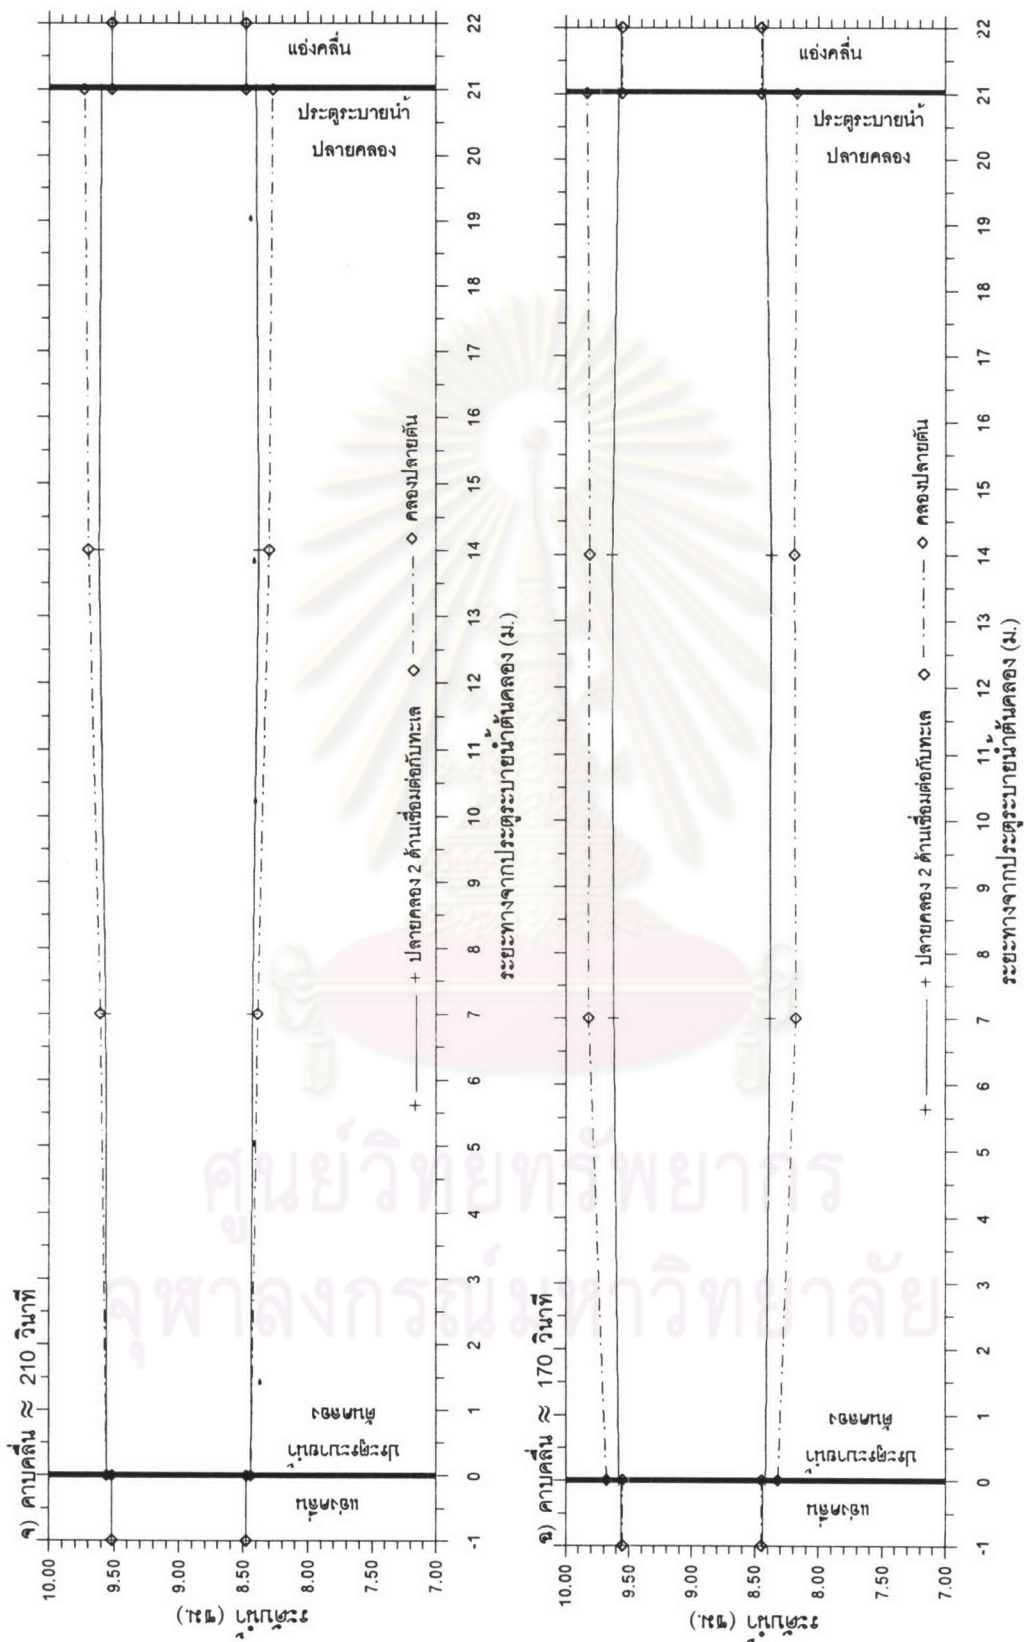 จ) คาบคลื่น ≈ 210 วินาที
ระดับน้ำ (ซม.)
10.00
9.50
9.00
8.50
8.00
7.50
7.00
แอ่งคลื่น
ประตูระบายน้ำ
ต้นคลอง
ประตูระบายน้ำ
ปลายคลอง
แอ่งคลื่น
-1 0 1 2 3 4 5 6 7 8 9 10 11 12 13 14 15 16 17 18 19 20 21 22
ปลายคลอง 2 ด้านเชื่อมต่อกับทะเล
คลองปลายตัน
ระยะทางจากประตูระบายน้ำต้นคลอง (ม.)
ฉ) คาบคลื่น ≈ 170 วินาที
ระดับน้ำ (ซม.)
10.00
9.50
9.00
8.50
8.00
7.50
7.00
แอ่งคลื่น
ประตูระบายน้ำ
ต้นคลอง
ประตูระบายน้ำ
ปลายคลอง
แอ่งคลื่น
-1 0 1 2 3 4 5 6 7 8 9 10 11 12 13 14 15 16 17 18 19 20 21 22
ปลายคลอง 2 ด้านเชื่อมต่อกับทะเล
คลองปลายตัน
ระยะทางจากประตูระบายน้ำต้นคลอง (ม.)
ศูนย์วิทยทรัพยากร
จุฬาลงกรณ์มหาวิทยาลัย